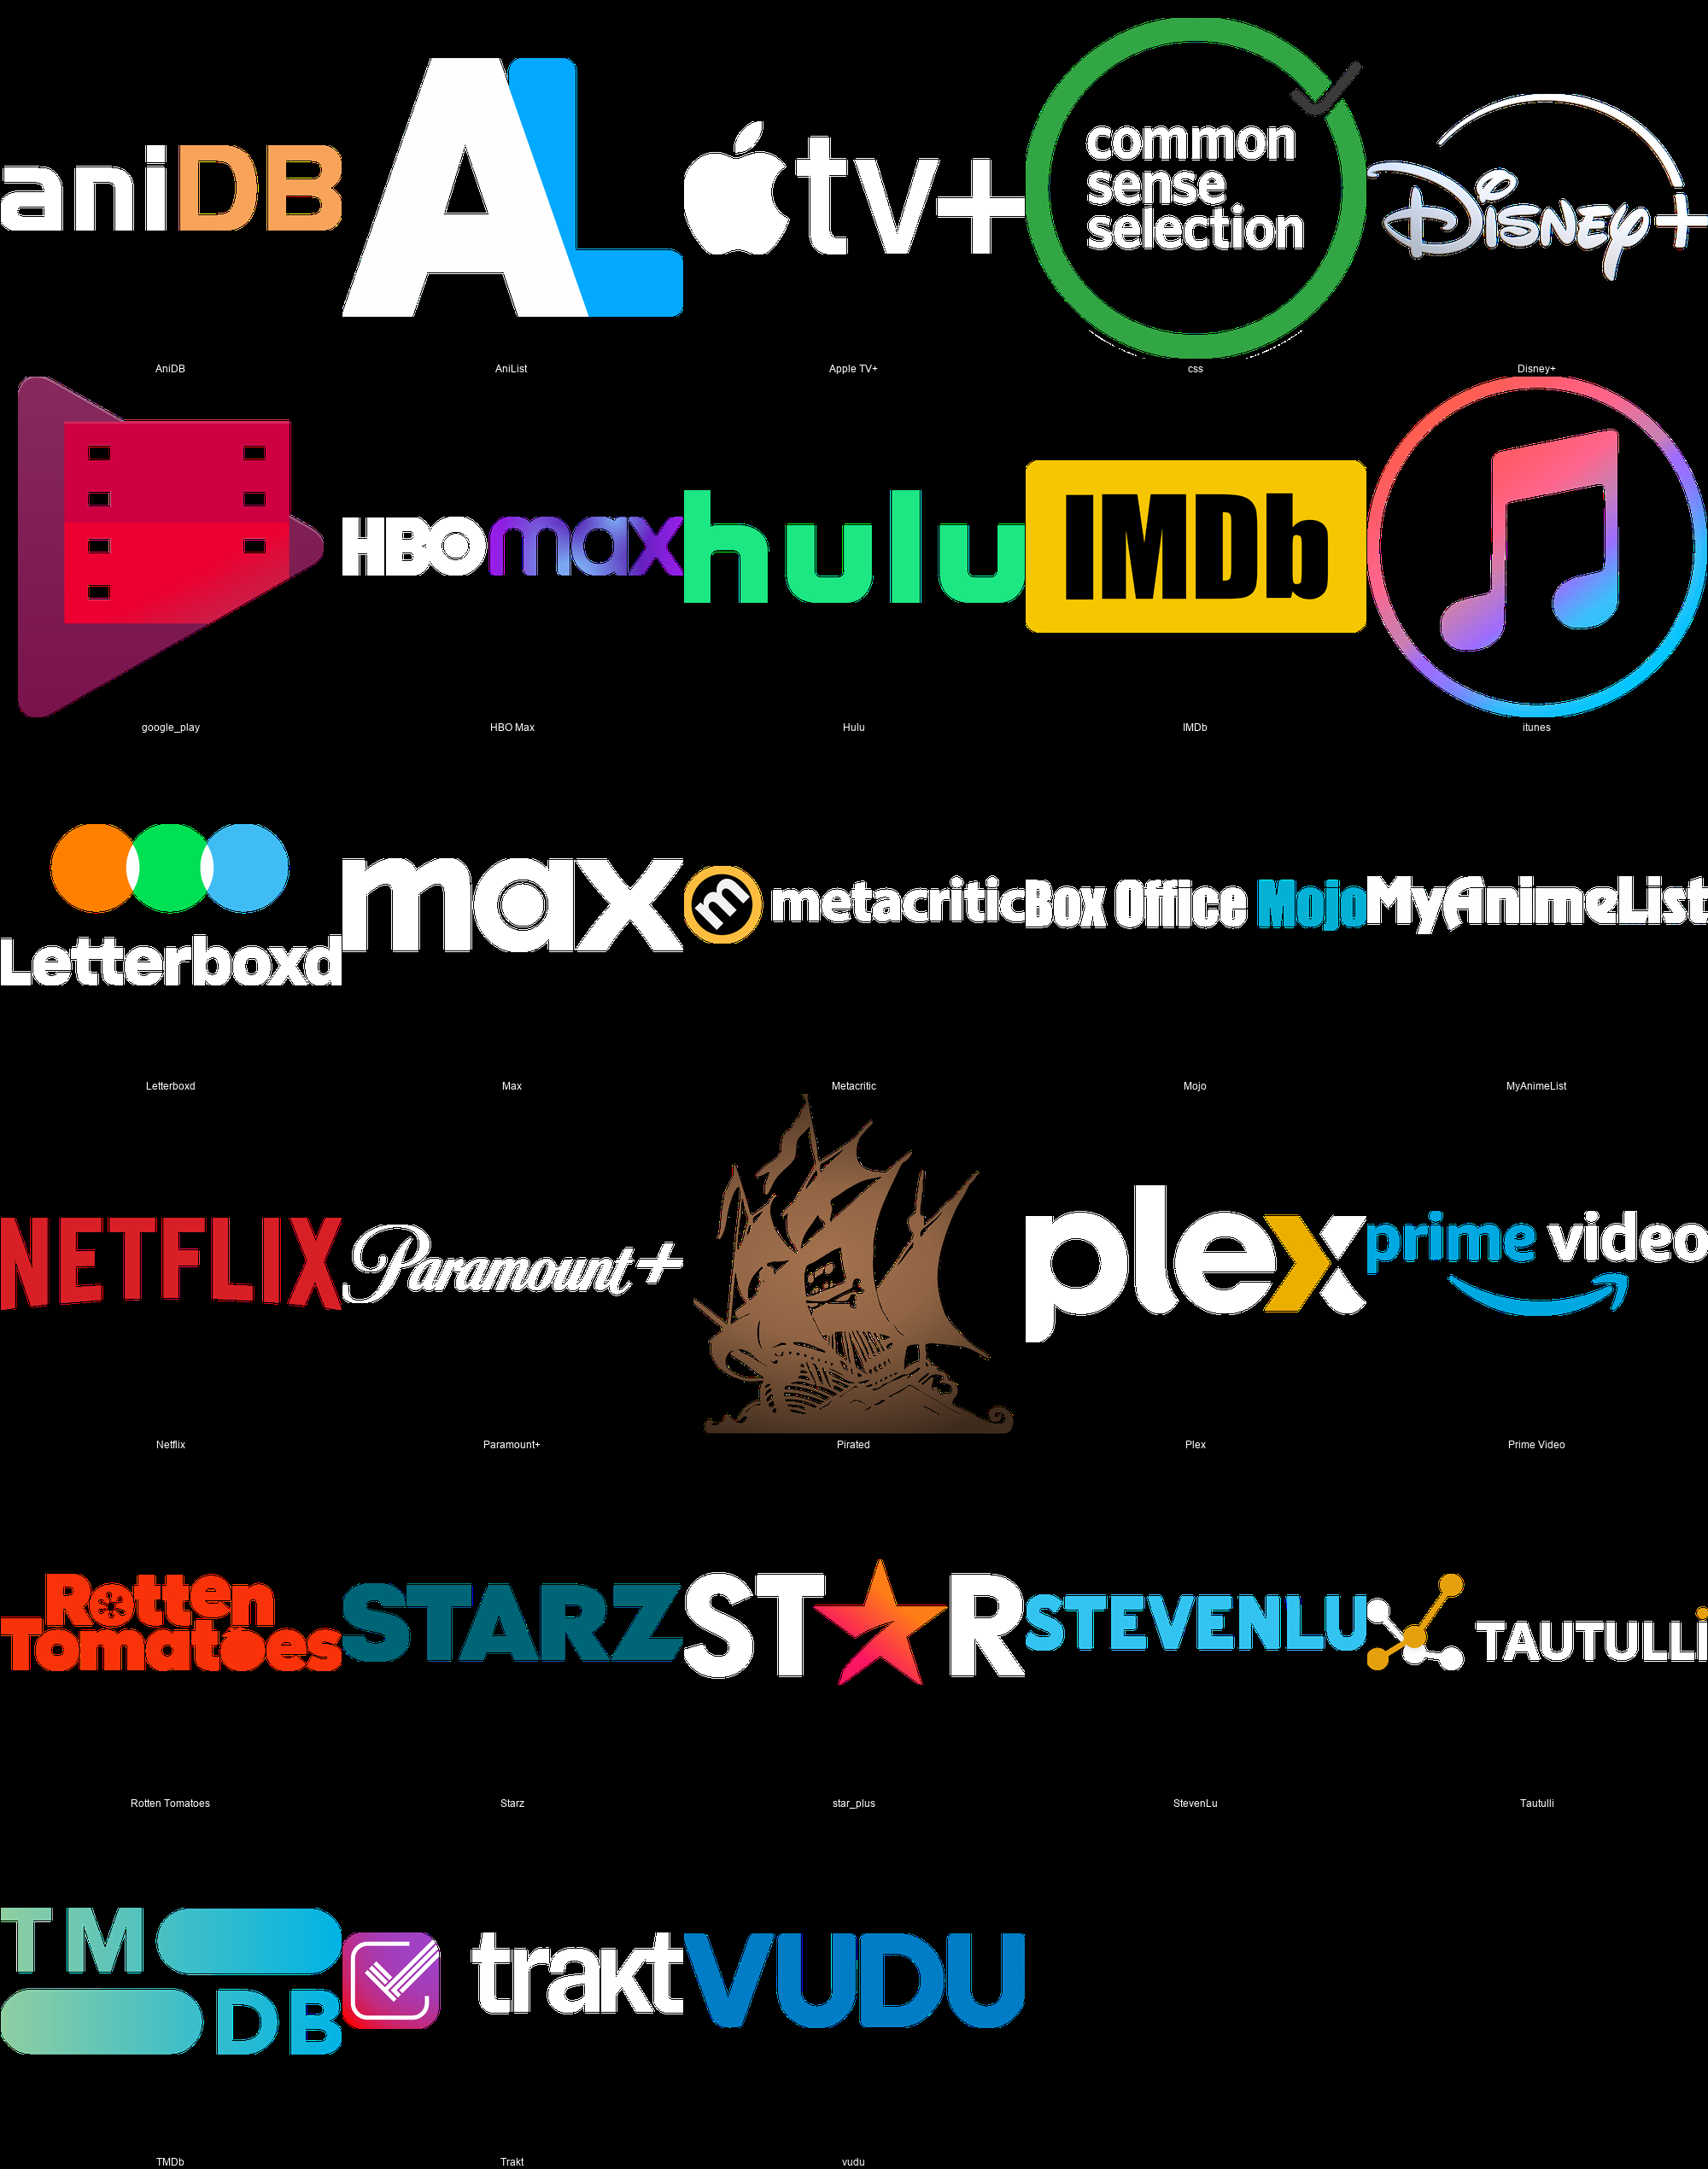 aniDB
AL
tv+
common
sense
selection
Disney+
AniDB
AniList
Apple TV+
css
Disney+
HBOmax
hulu
IMDb
google_play
HBO Max
Hulu
IMDb
itunes
Letterboxd
max
m metacritic
Box Office Mojo
MyAnimeList
Letterboxd
Max
Metacritic
Mojo
MyAnimeList
NETFLIX
Paramount+
plex
prime video
Netflix
Paramount+
Pirated
Plex
Prime Video
Rotten
Tomatoes
STARZ
ST R
STEVENLU
TAUTULLi
Rotten Tomatoes
Starz
star_plus
StevenLu
Tautulli
TM
DB
trakt
VUDU
TMDb
Trakt
vudu